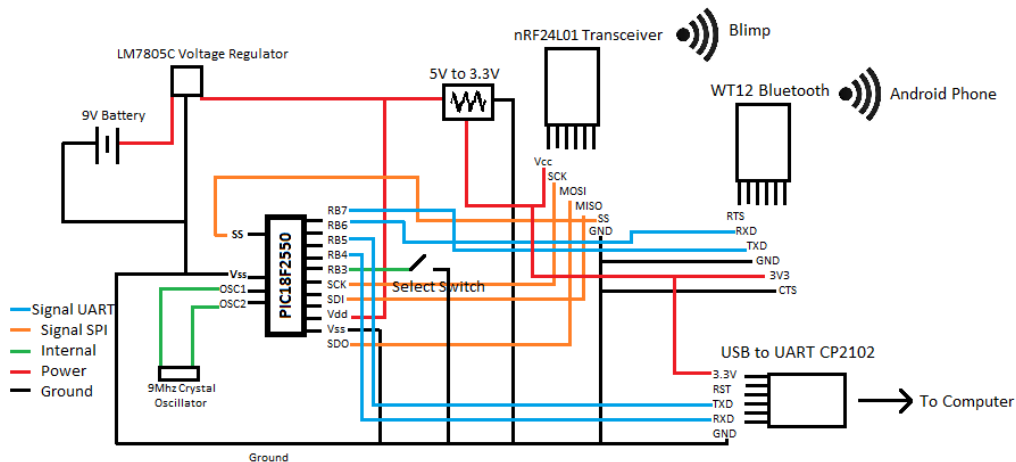 nRF24L01 Transceiver
Blimp
LM7805C Voltage Regulator
5V to 3.3V
WT12 Bluetooth
Android Phone
9V Battery
Vcc
SCK
MOSI
MISO
SS
GND
RTS
RXD
TXD
GND
3V3
CTS
SS
Vss
OSC1
OSC2
PIC18F2550
RB7
RB6
RB5
RB4
RB3
SCK
SDI
Vdd
Vss
SDO
Select Switch
Signal UART
Signal SPI
Internal
Power
Ground
9Mhz Crystal
Oscillator
USB to UART CP2102
3.3V
RST
TXD
RXD
GND
To Computer
Ground